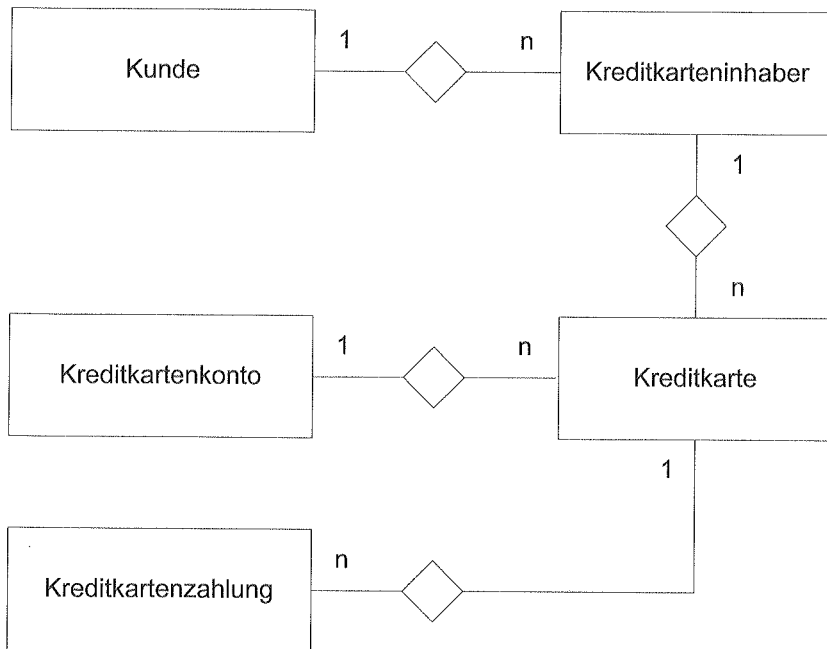 Kunde
1
n
Kreditkarteninhaber
1
n
Kreditkartenkonto
1
n
Kreditkarte
1
Kreditkartenzahlung
n